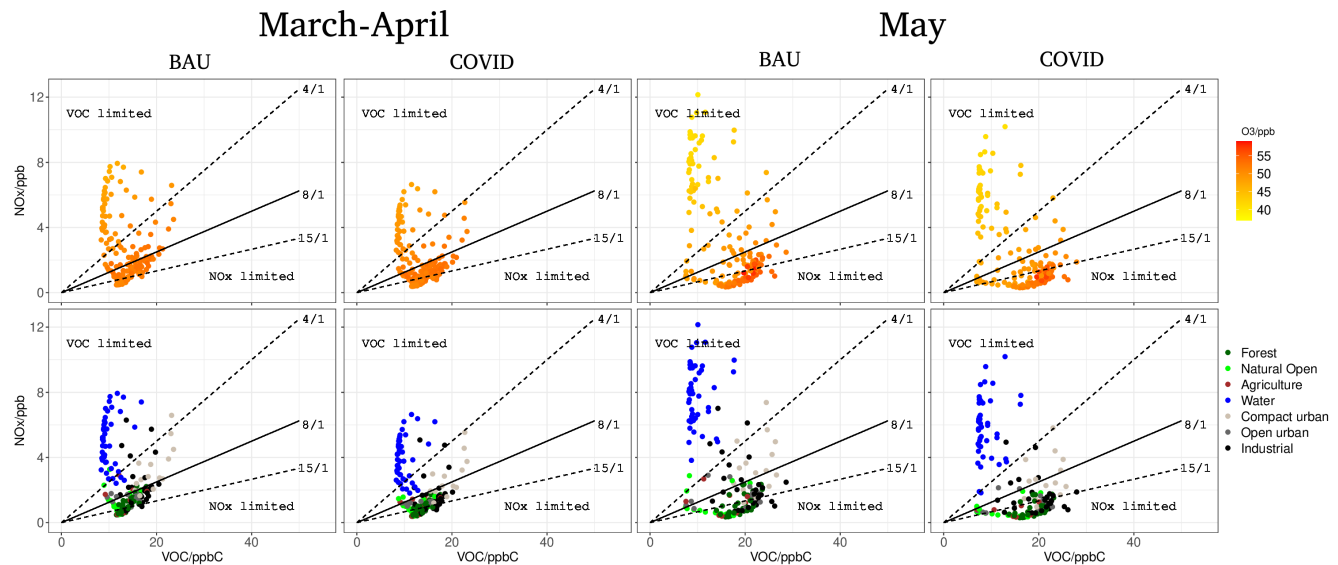 March-April May
BAU COVID BAU COVID
4/1 4/1 4/1 4/1
12
VOC limited VOC limited VOC limited VOC limited
O3/ppb
55
50
45
40
8
NOx/ppb
8/1 8/1 8/1 8/1
4
15/1 15/1 15/1 15/1
NOx limited NOx limited NOx limited NOx limited
0
4/1 4/1 4/1 4/1
12
VOC limited VOC limited VOC limited VOC limited
Forest
Natural Open
Agriculture
Water
Compact urban
Open urban
Industrial
8
NOx/ppb
8/1 8/1 8/1 8/1
4
15/1 15/1 15/1 15/1
NOx limited NOx limited NOx limited NOx limited
0
0 20 40 0 20 40 0 20 40 0 20 40
VOC/ppbC VOC/ppbC VOC/ppbC VOC/ppbC